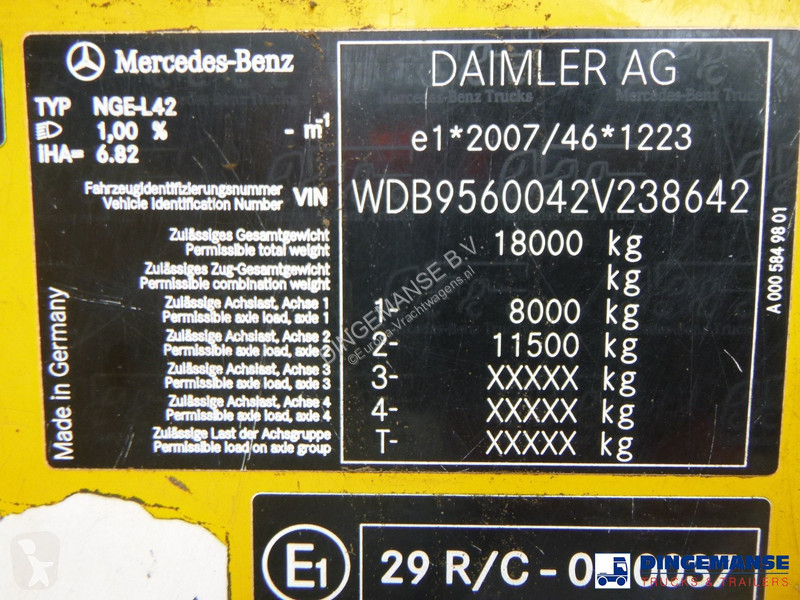 Mercedes-Benz
TYP NGE-L42
1,00 % - m⁻¹
IHA= 6.82
Fahrzeugidentifizierungsnummer
Vehicle Identification Number VIN
Zulässiges Gesamtgewicht
Permissible total weight
Zulässiges Zug-Gesamtgewicht
Permissible combination weight
Zulässige Achslast, Achse 1
Permissible axle load, axle 1
Zulässige Achslast, Achse 2
Permissible axle load, axle 2
Zulässige Achslast, Achse 3
Permissible axle load, axle 3
Zulässige Achslast, Achse 4
Permissible axle load, axle 4
Zulässige Last der Achsgruppe
Permissible load on axle group
Made in Germany
DAIMLER AG
e1*2007/46*1223
WDB9560042V238642
18000 kg
kg
1- 8000 kg
2- 11500 kg
3- XXXXX kg
4- XXXXX kg
T- XXXXX kg
A 000 584 98 01
DINGEMANSE B.V.
©Europa-Vrachtwagens.nl
E1
29 R/C - 0
DINGEMANSE
TRUCKS & TRAILERS